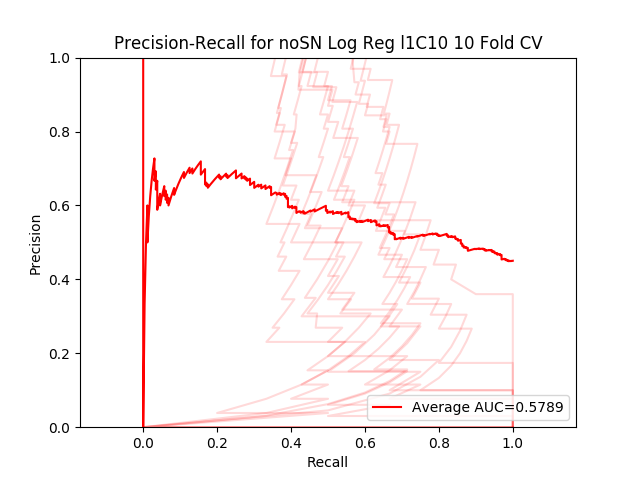 Precision-Recall for noSN Log Reg l1C10 10 Fold CV
1.0
0.8
0.6
0.4
0.2
0.0
Precision
0.0 0.2 0.4 0.6 0.8 1.0
Recall
Average AUC=0.5789